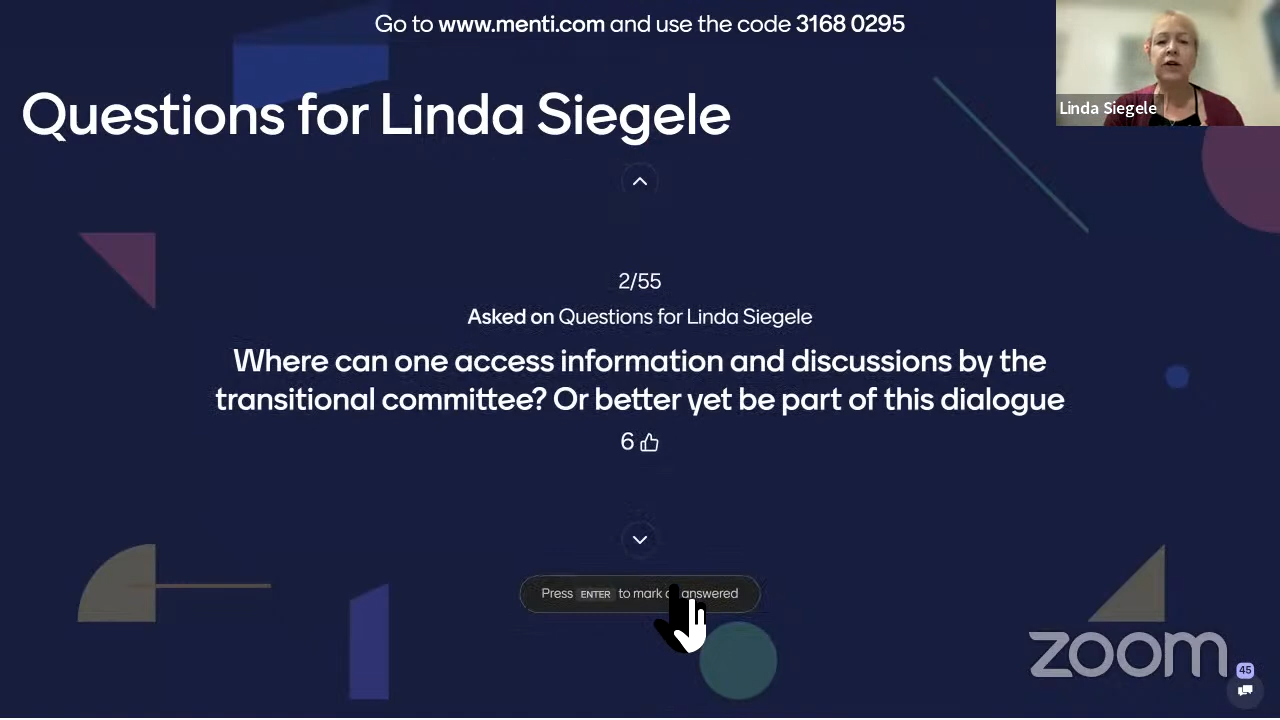 Go to www.menti.com and use the code 3168 0295
Linda Siegele
Questions for Linda Siegele
2/55
Asked on Questions for Linda Siegele
Where can one access information and discussions by the
transitional committee? Or better yet be part of this dialogue
6
Press ENTER to mark answered
zoom
45